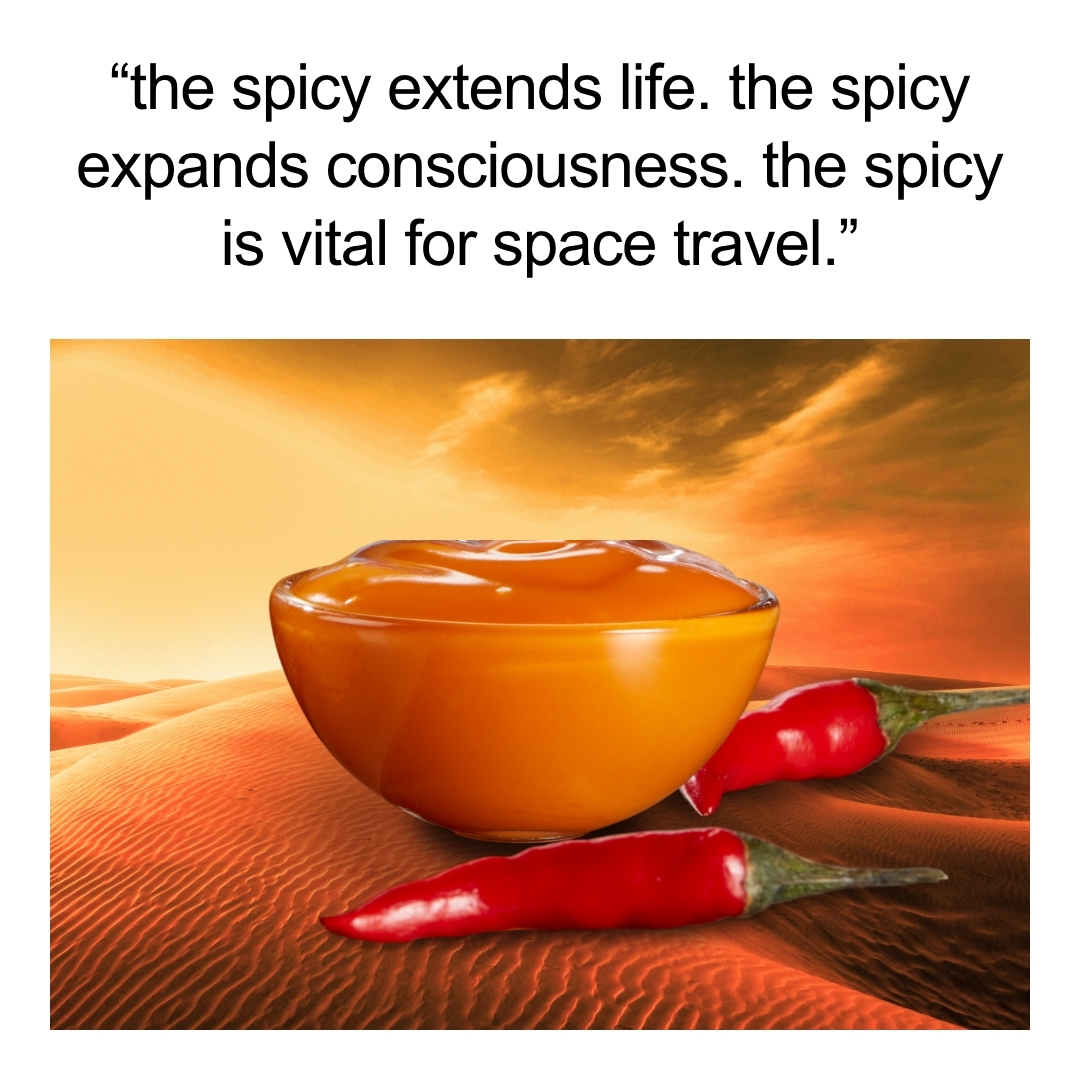 “the spicy extends life. the spicy
expands consciousness. the spicy
is vital for space travel.”